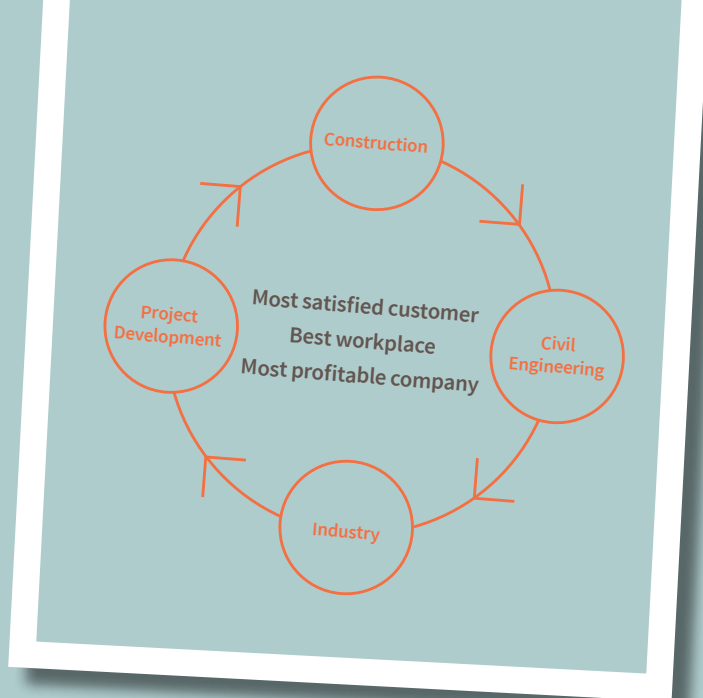 Construction
Most satisfied customer
Best workplace
Most profitable company
Project
Development
Civil
Engineering
Industry